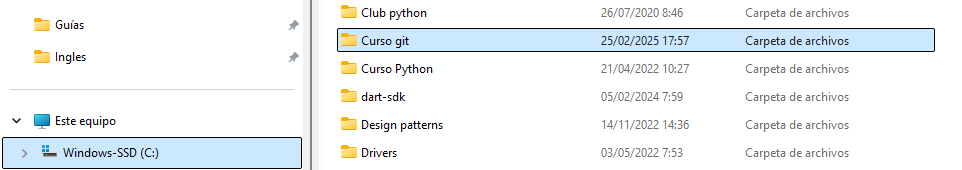 Guías
Ingles
Este equipo
Windows-SSD (C:)
Club python 26/07/2020 8:46 Carpeta de archivos
Curso git 25/02/2025 17:57 Carpeta de archivos
Curso Python 21/04/2022 10:27 Carpeta de archivos
dart-sdk 05/02/2024 7:59 Carpeta de archivos
Design patterns 14/11/2022 14:36 Carpeta de archivos
Drivers 03/05/2022 7:53 Carpeta de archivos